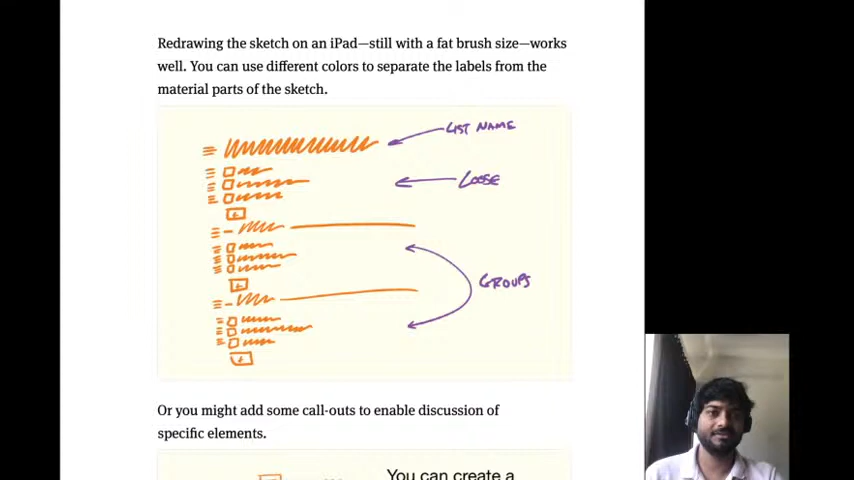 Redrawing the sketch on an iPad—still with a fat brush size—works
well. You can use different colors to separate the labels from the
material parts of the sketch.
LIST NAME
LOOSE
GROUPS
Or you might add some call-outs to enable discussion of
specific elements.
You can create a